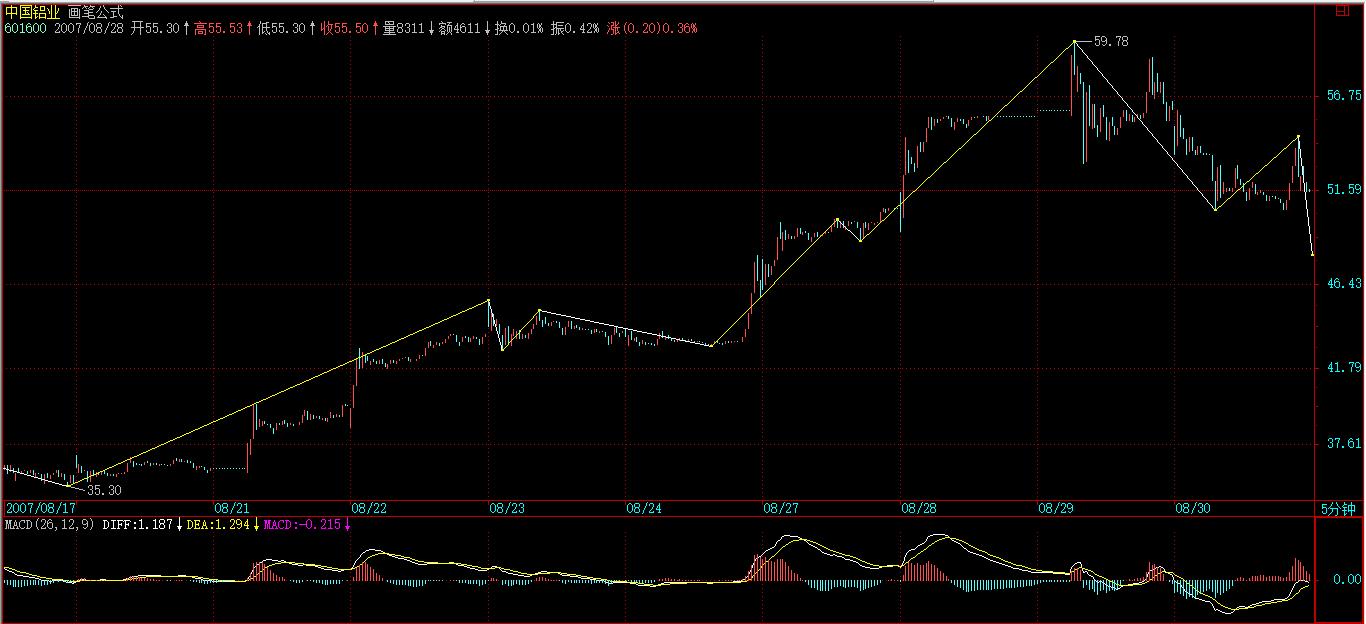 中国铝业 画笔公式
601600 2007/08/28 开55.30↑高55.53↑低55.30↑收55.50↑量8311↓额4611↓换0.01% 振0.42% 涨(0.20)0.36%
59.78
56.75
51.59
46.43
41.79
37.61
35.30
2007/08/17 08/21 08/22 08/23 08/24 08/27 08/28 08/29 08/30 5分钟
MACD(26,12,9) DIFF:1.187↓DEA:1.294↓MACD:-0.215↓
0.00